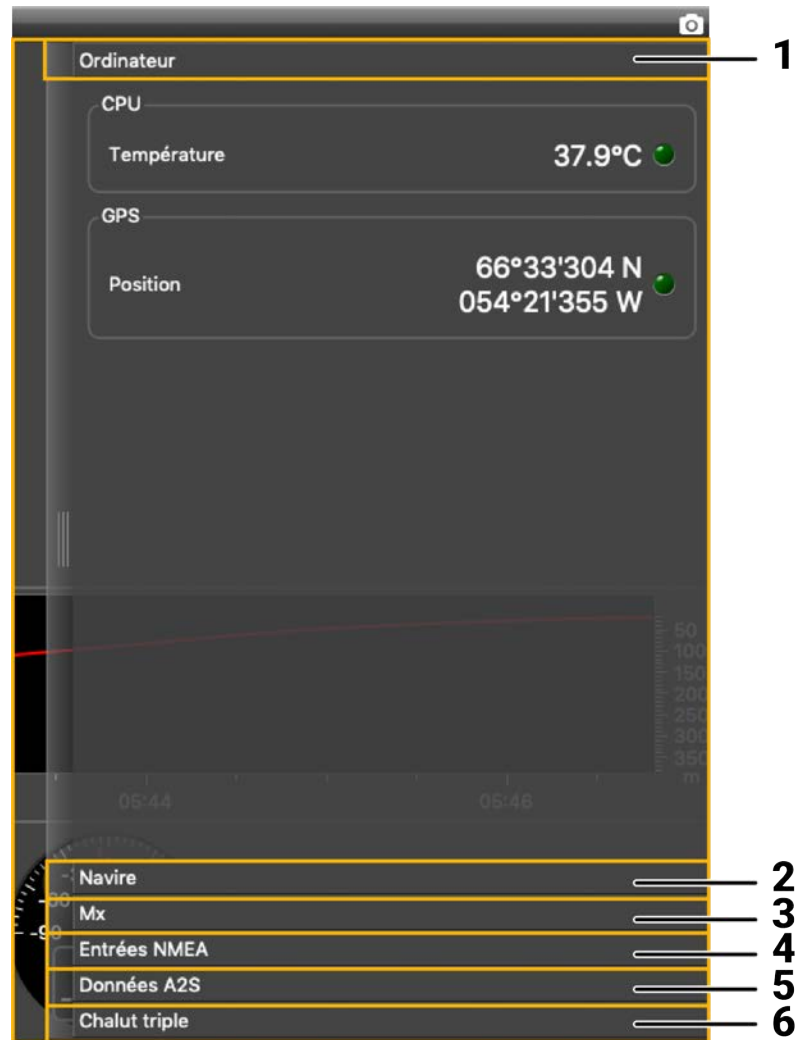 Ordinateur
1
CPU
Température
37.9°C
GPS
Position
66°33'304 N
054°21'355 W
50
100
150
200
250
300
350
m
05:44
05:46
Navire
2
Mx
3
-90
Entrées NMEA
4
Données A2S
5
Chalut triple
6